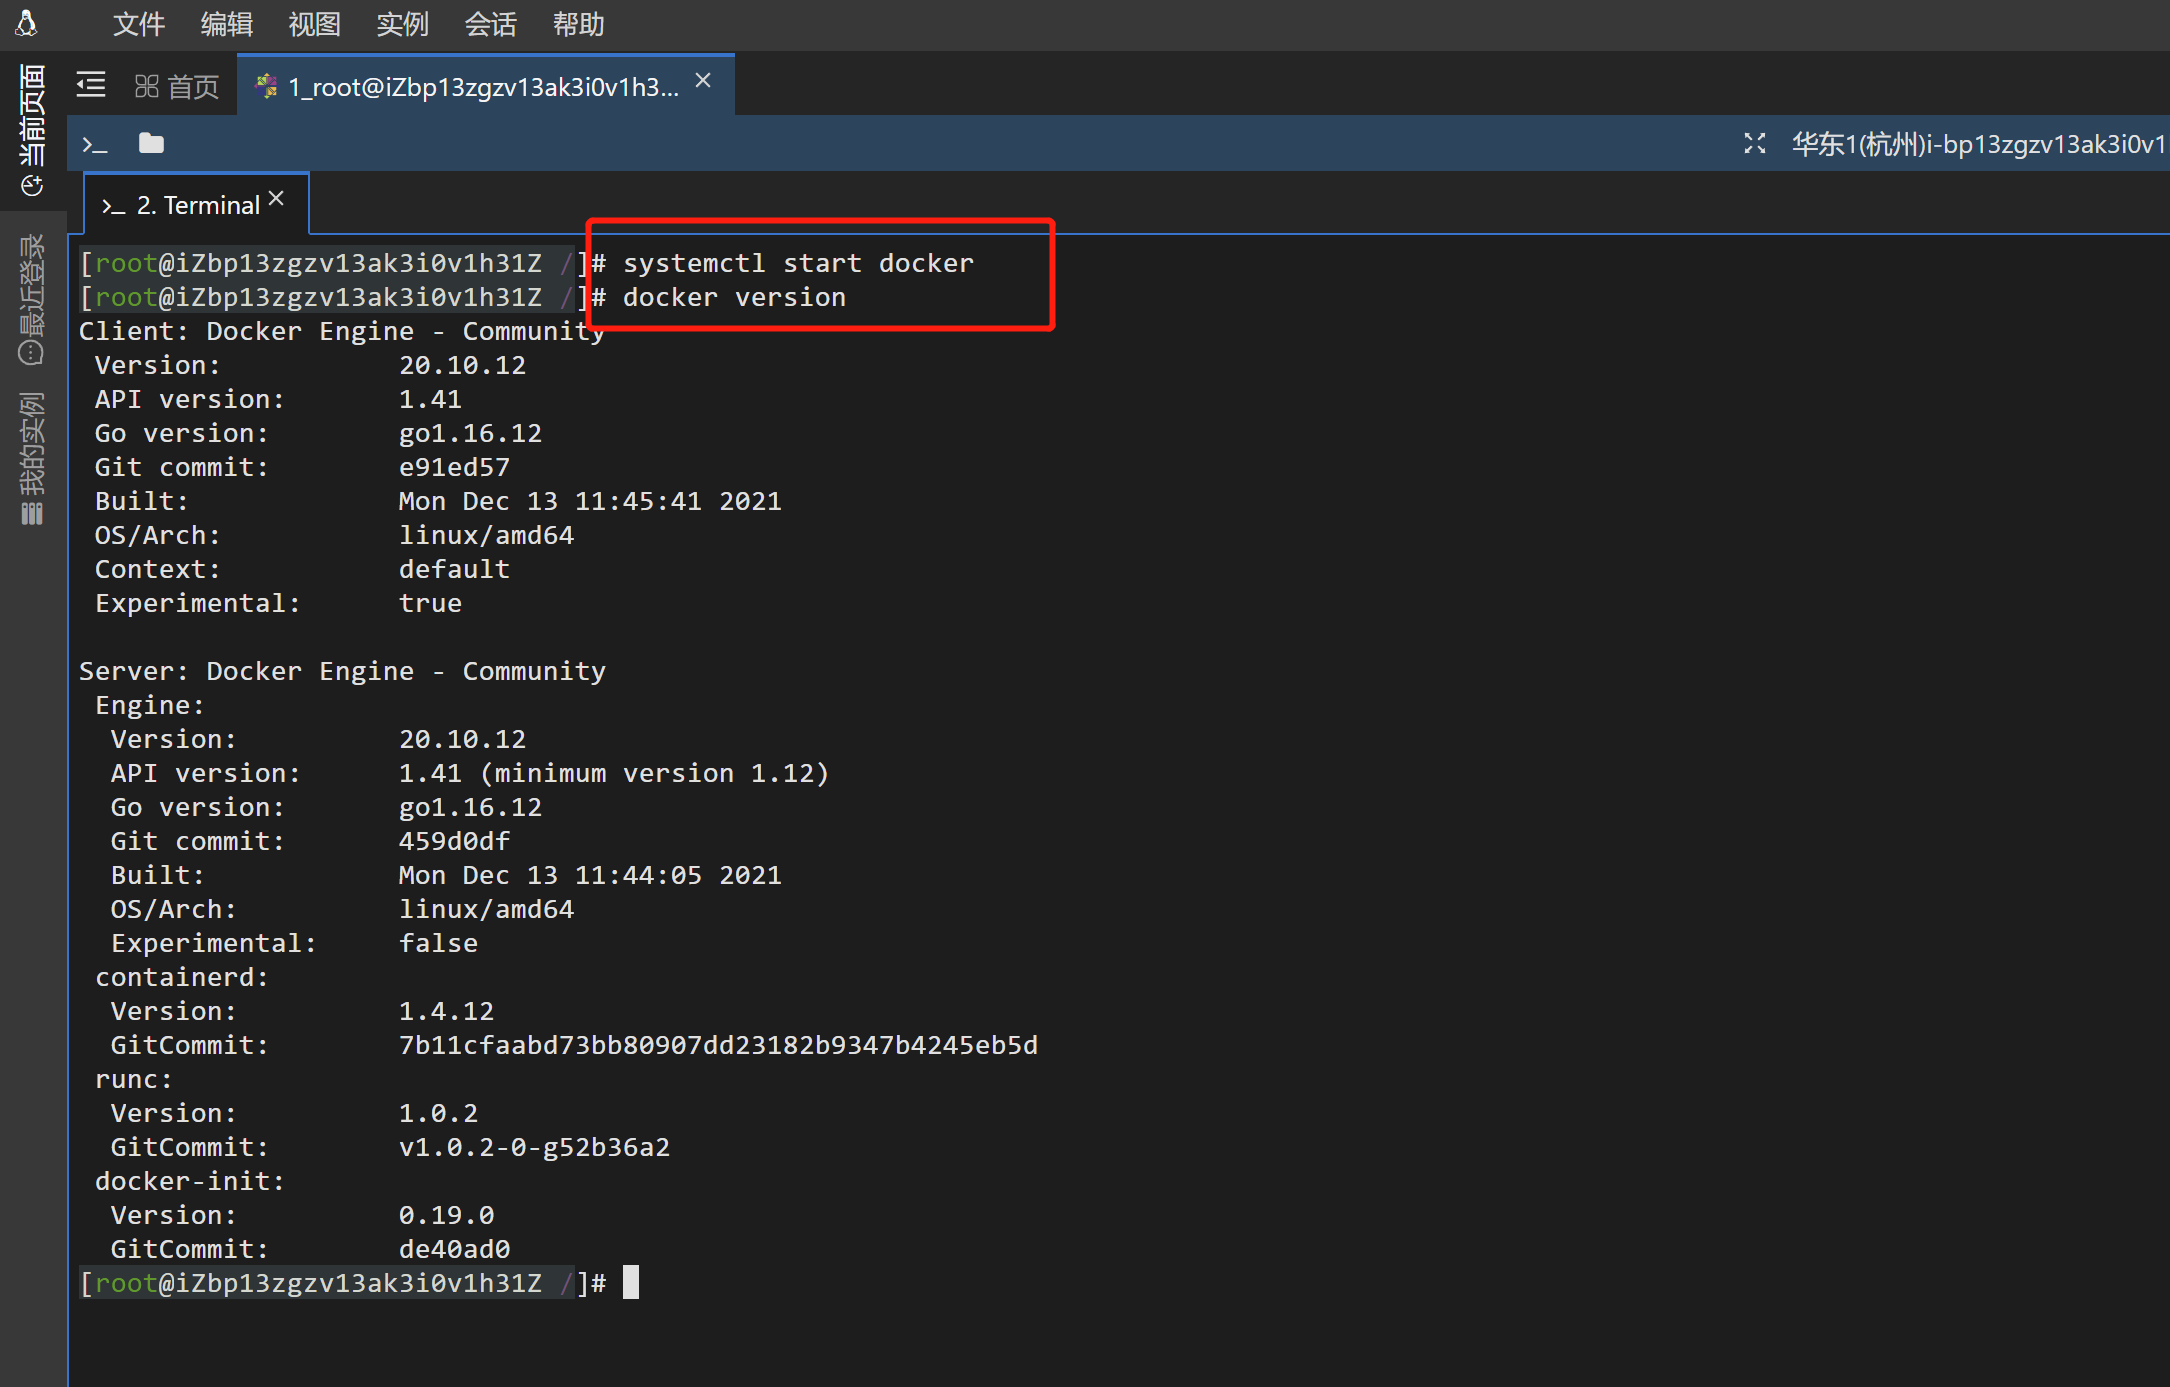 文件 编辑 视图 实例 会话 帮助
当前页面
最近登录
我的实例
首页 1_root@iZbp13zgzv13ak3i0v1h3...
华东1(杭州)i-bp13zgzv13ak3i0v1
>_ 2. Terminal
[root@iZbp13zgzv13ak3i0v1h31Z /]# systemctl start docker
[root@iZbp13zgzv13ak3i0v1h31Z /]# docker version
Client: Docker Engine - Community
Version: 20.10.12
API version: 1.41
Go version: go1.16.12
Git commit: e91ed57
Built: Mon Dec 13 11:45:41 2021
OS/Arch: linux/amd64
Context: default
Experimental: true
Server: Docker Engine - Community
Engine:
Version: 20.10.12
API version: 1.41 (minimum version 1.12)
Go version: go1.16.12
Git commit: 459d0df
Built: Mon Dec 13 11:44:05 2021
OS/Arch: linux/amd64
Experimental: false
containerd:
Version: 1.4.12
GitCommit: 7b11cfaabd73bb80907dd23182b9347b4245eb5d
runc:
Version: 1.0.2
GitCommit: v1.0.2-0-g52b36a2
docker-init:
Version: 0.19.0
GitCommit: de40ad0
[root@iZbp13zgzv13ak3i0v1h31Z /]#